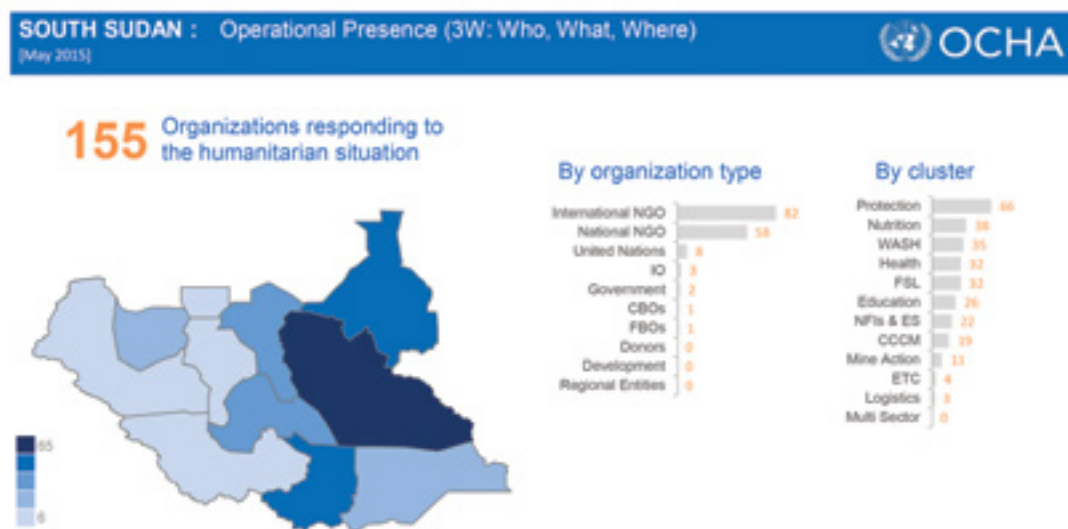 SOUTH SUDAN : Operational Presence (3W: Who, What, Where)
[May 2015]
OCHA
155 Organizations responding to
the humanitarian situation
By organization type
International NGO 82
National NGO 58
United Nations 8
IO 3
Government 2
CBOs 1
FBOs 1
Donors 0
Development 0
Regional Entities 0
By cluster
Protection 66
Nutrition 38
WASH 35
Health 32
FSL 32
Education 26
NFIs & ES 22
CCCM 19
Mine Action 11
ETC 4
Logistics 3
Multi Sector 0
6